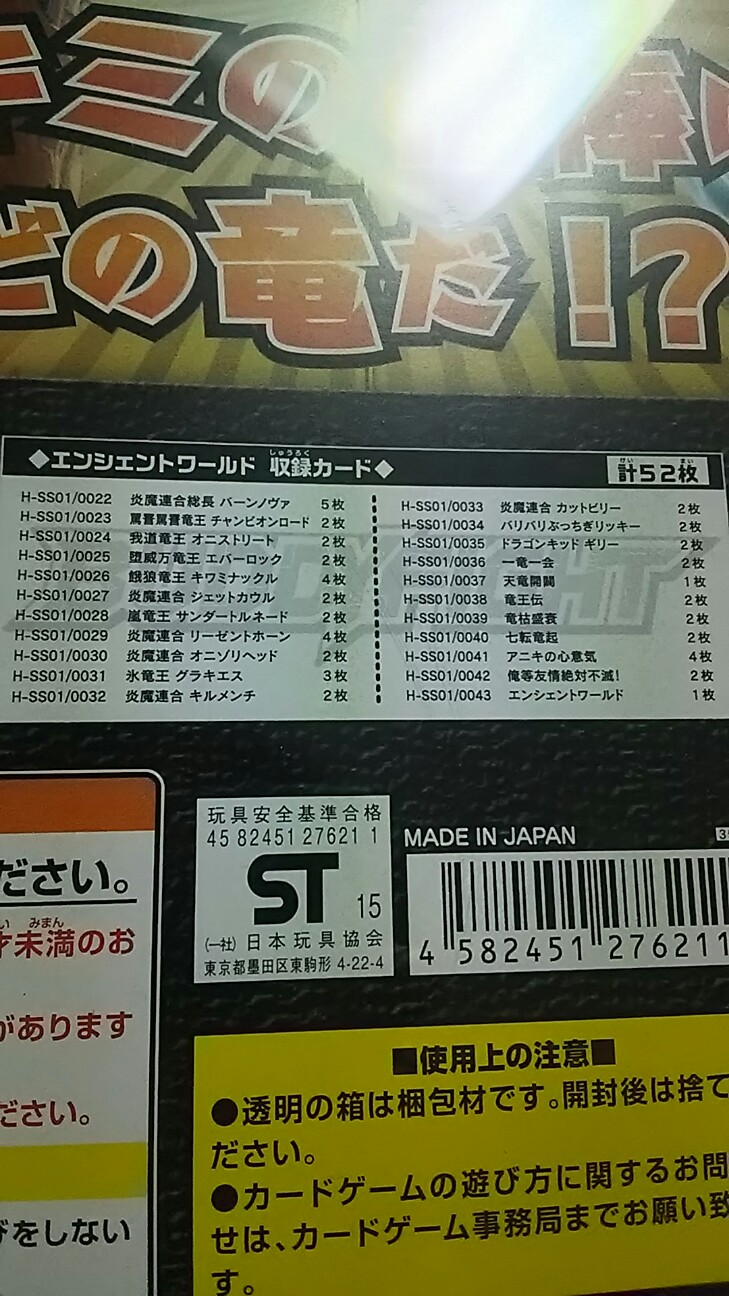 ミの
どの竜だ!?
◆エンシェントワールド 収録カード◆
しゅうろく
計52枚
けい まい
H-SS01/0022 炎魔連合総長 バーンノヴァ 5枚
H-SS01/0023 罵詈罵詈竜王 チャンピオンロード 2枚
H-SS01/0024 我道竜王 オニストリート 2枚
H-SS01/0025 堕威万竜王 エバーロック 2枚
H-SS01/0026 餓狼竜王 キワミナックル 4枚
H-SS01/0027 炎魔連合 ジェットカウル 2枚
H-SS01/0028 嵐竜王 サンダートルネード 2枚
H-SS01/0029 炎魔連合 リーゼントホーン 4枚
H-SS01/0030 炎魔連合 オニゾリヘッド 2枚
H-SS01/0031 氷竜王 グラキエス 3枚
H-SS01/0032 炎魔連合 キルメンチ 2枚
H-SS01/0033 炎魔連合 カットビリー 2枚
H-SS01/0034 バリバリぶっちぎリッキー 2枚
H-SS01/0035 ドラゴンキッド ギリー 2枚
H-SS01/0036 一竜一会 2枚
H-SS01/0037 天竜開闢 1枚
H-SS01/0038 竜王伝 2枚
H-SS01/0039 竜枯盛衰 2枚
H-SS01/0040 七転竜起 2枚
H-SS01/0041 アニキの心意気 4枚
H-SS01/0042 俺等友情絶対不滅! 2枚
H-SS01/0043 エンシェントワールド 1枚
ださい。
い みまん
才未満のお
があります
ださい。
びをしない
玩具安全基準合格
45 82451 27621 1
ST 15
(一社)日本玩具協会
東京都墨田区東駒形 4-22-4
MADE IN JAPAN
4 582451 276211
■使用上の注意■
●透明の箱は梱包材です。開封後は捨て
ださい。
●カードゲームの遊び方に関するお問
せは、カードゲーム事務局までお願い致
す。